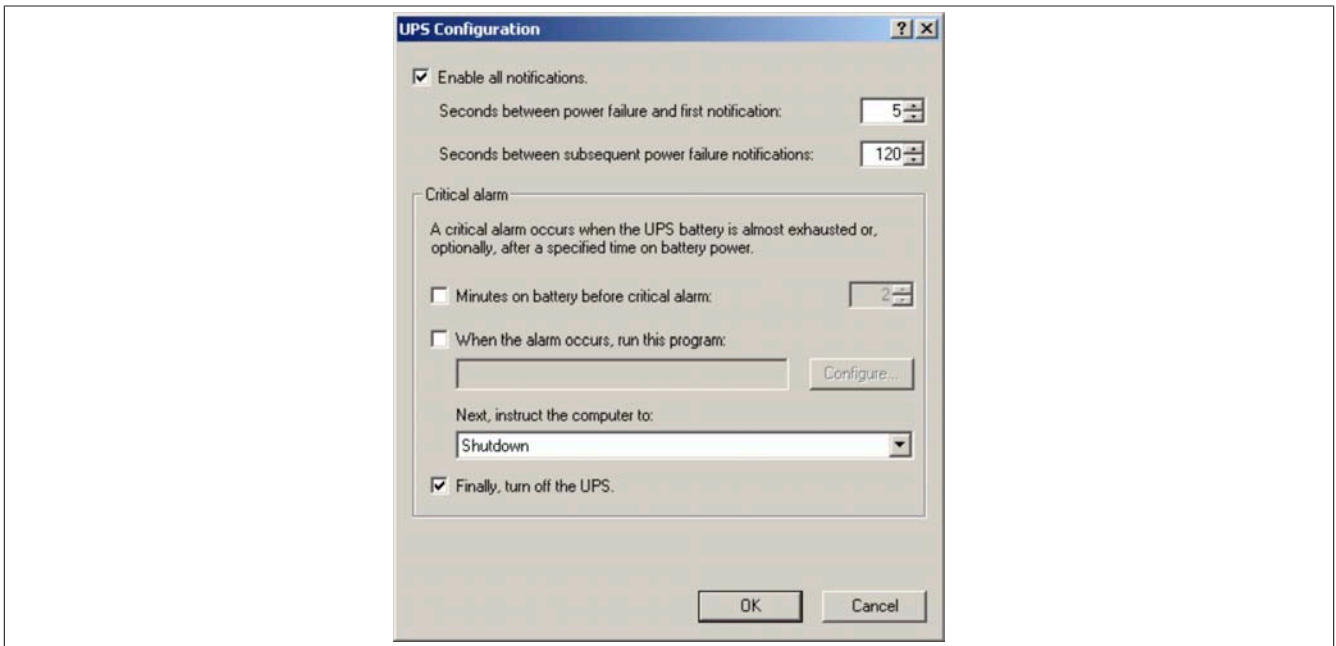 UPS Configuration
Enable all notifications.
Seconds between power failure and first notification: 5
Seconds between subsequent power failure notifications: 120
Critical alarm
A critical alarm occurs when the UPS battery is almost exhausted or,
optionally, after a specified time on battery power.
Minutes on battery before critical alarm: 2
When the alarm occurs, run this program:
Configure...
Next, instruct the computer to:
Shutdown
Finally, turn off the UPS.
OK Cancel